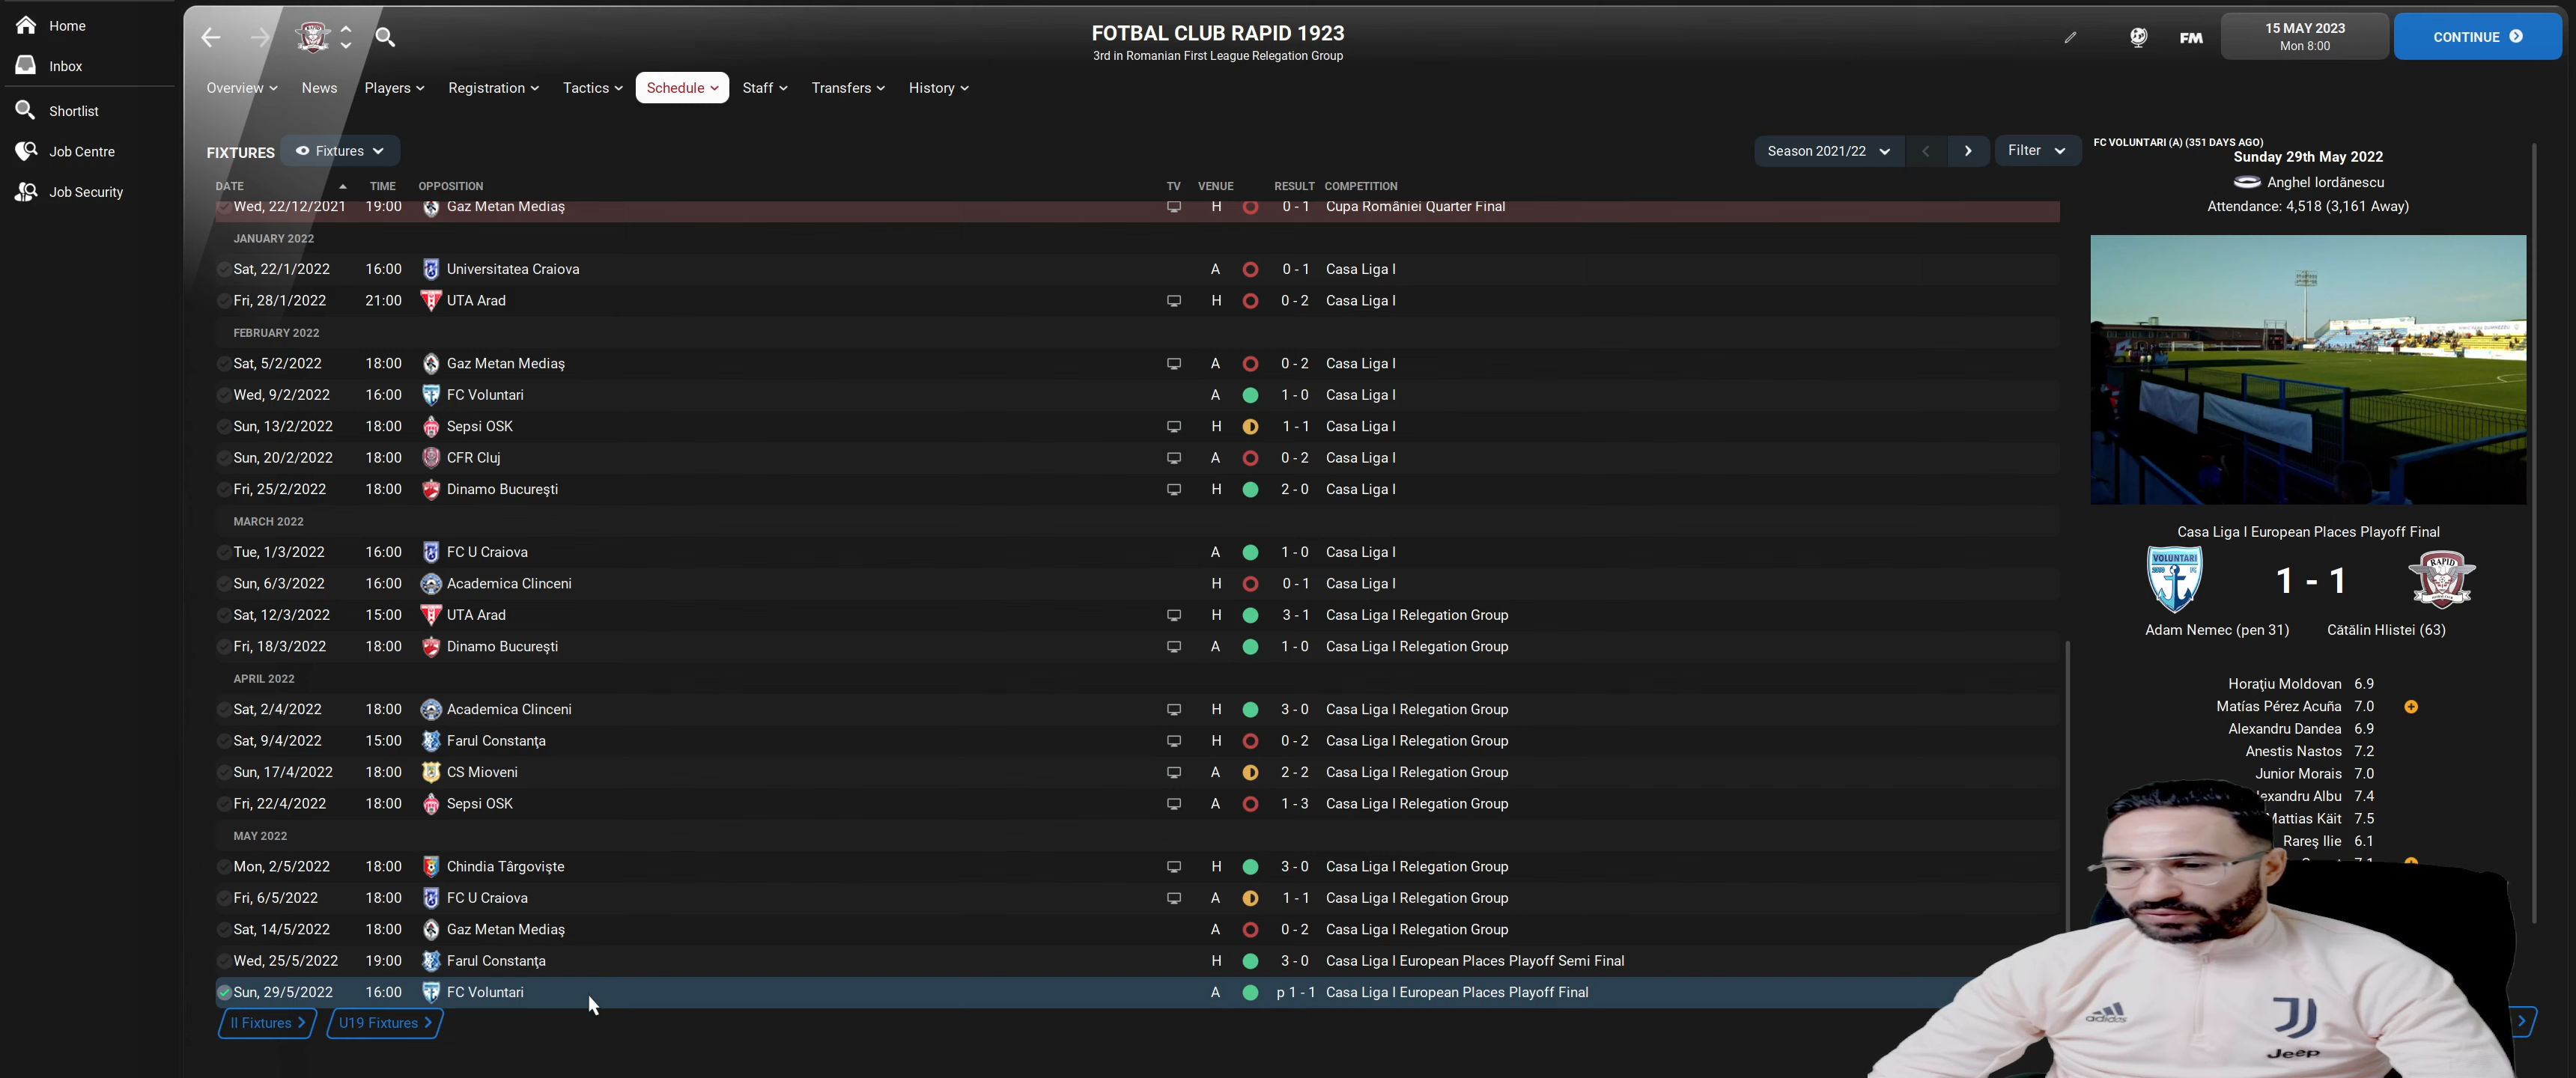 Home
Inbox
Shortlist
Job Centre
Job Security
FOTBAL CLUB RAPID 1923
3rd in Romanian First League Relegation Group
FM
15 MAY 2023
Mon 8:00
CONTINUE
Overview News Players Registration Tactics Schedule Staff Transfers History
FIXTURES Fixtures
Season 2021/22 Filter
DATE TIME OPPOSITION TV VENUE RESULT COMPETITION
Wed, 22/12/2021 19:00 Gaz Metan Mediaş H 0 - 1 Cupa României Quarter Final
JANUARY 2022
Sat, 22/1/2022 16:00 Universitatea Craiova A 0 - 1 Casa Liga I
Fri, 28/1/2022 21:00 UTA Arad H 0 - 2 Casa Liga I
FEBRUARY 2022
Sat, 5/2/2022 18:00 Gaz Metan Mediaş A 0 - 2 Casa Liga I
Wed, 9/2/2022 16:00 FC Voluntari A 1 - 0 Casa Liga I
Sun, 13/2/2022 18:00 Sepsi OSK H 1 - 1 Casa Liga I
Sun, 20/2/2022 18:00 CFR Cluj A 0 - 2 Casa Liga I
Fri, 25/2/2022 18:00 Dinamo Bucureşti H 2 - 0 Casa Liga I
MARCH 2022
Tue, 1/3/2022 16:00 FC U Craiova A 1 - 0 Casa Liga I
Sun, 6/3/2022 16:00 Academica Clinceni H 0 - 1 Casa Liga I
Sat, 12/3/2022 15:00 UTA Arad H 3 - 1 Casa Liga I Relegation Group
Fri, 18/3/2022 18:00 Dinamo Bucureşti A 1 - 0 Casa Liga I Relegation Group
APRIL 2022
Sat, 2/4/2022 18:00 Academica Clinceni H 3 - 0 Casa Liga I Relegation Group
Sat, 9/4/2022 15:00 Farul Constanţa H 0 - 2 Casa Liga I Relegation Group
Sun, 17/4/2022 18:00 CS Mioveni A 2 - 2 Casa Liga I Relegation Group
Fri, 22/4/2022 18:00 Sepsi OSK A 1 - 3 Casa Liga I Relegation Group
MAY 2022
Mon, 2/5/2022 18:00 Chindia Târgovişte H 3 - 0 Casa Liga I Relegation Group
Fri, 6/5/2022 18:00 FC U Craiova A 1 - 1 Casa Liga I Relegation Group
Sat, 14/5/2022 18:00 Gaz Metan Mediaş A 0 - 2 Casa Liga I Relegation Group
Wed, 25/5/2022 19:00 Farul Constanţa H 3 - 0 Casa Liga I European Places Playoff Semi Final
Sun, 29/5/2022 16:00 FC Voluntari A p 1 - 1 Casa Liga I European Places Playoff Final
II Fixtures U19 Fixtures
FC VOLUNTARI (A) (351 DAYS AGO)
Sunday 29th May 2022
Anghel Iordănescu
Attendance: 4,518 (3,161 Away)
Casa Liga I European Places Playoff Final
VOLUNTARI
1 - 1
RAPID
Adam Nemec (pen 31) Cătălin Hlistei (63)
Horaţiu Moldovan 6.9
Matías Pérez Acuña 7.0
Alexandru Dandea 6.9
Anestis Nastos 7.2
Junior Morais 7.0
exandru Albu 7.4
Mattias Käit 7.5
Rareş Ilie 6.1
7.1
adidas
Jeep